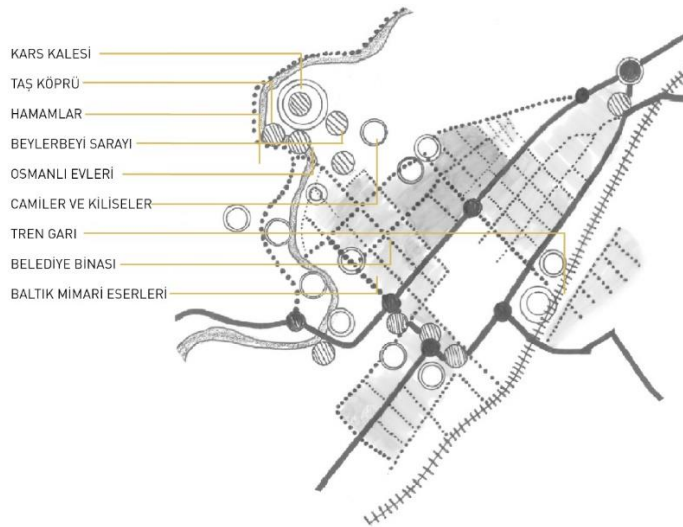 KARS KALESİ
TAŞ KÖPRÜ
HAMAMLAR
BEYLERBEYİ SARAYI
OSMANLI EVLERİ
CAMİLER VE KİLİSELER
TREN GARI
BELEDİYE BİNASI
BALTIK MİMARİ ESERLERİ